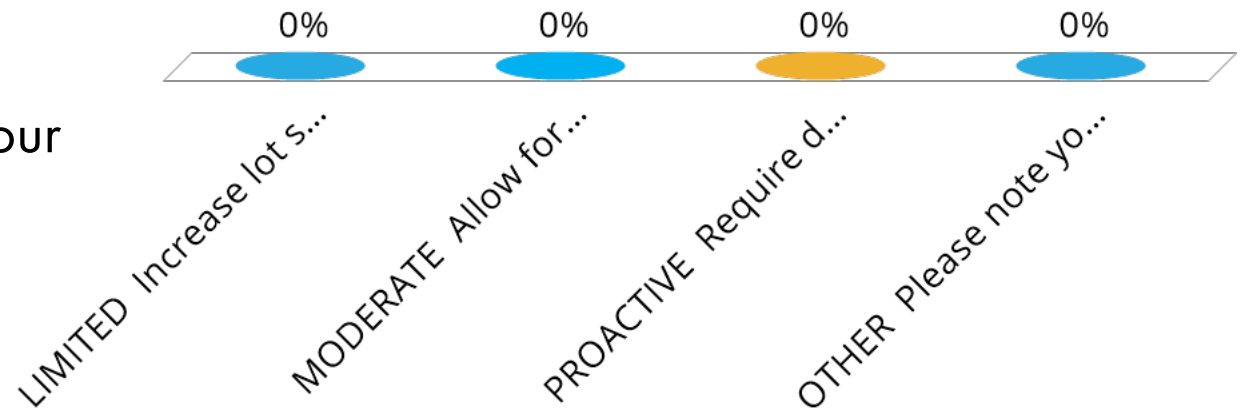 0% 0% 0% 0%
our
LIMITED Increase lot s...
MODERATE Allow for...
PROACTIVE Require d...
OTHER Please note yo...